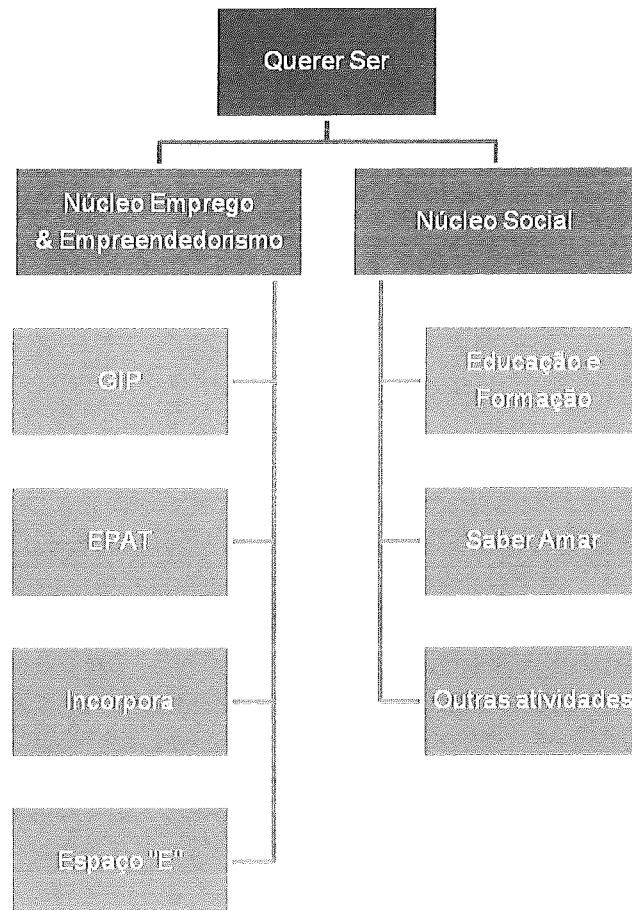 Querer Ser
Núcleo Emprego
& Empreendedorismo
Núcleo Social
GIP
Educação e
Formação
EPAT
Saber Amar
Incorpora
Outras atividades
Espaço "E"